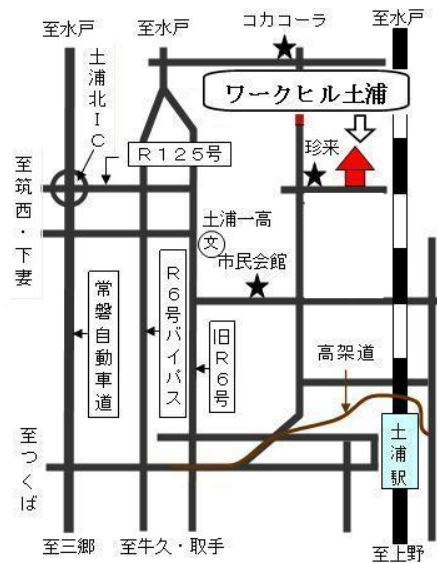 至水戸
至水戸
コカコーラ
至水戸
土浦北IC
ワークヒル土浦
R125号
珍来
至筑西・下妻
土浦一高
文
市民会館
常磐自動車道
R6号バイパス
旧R6号
高架道
土浦駅
至つくば
至三郷
至牛久・取手
至上野